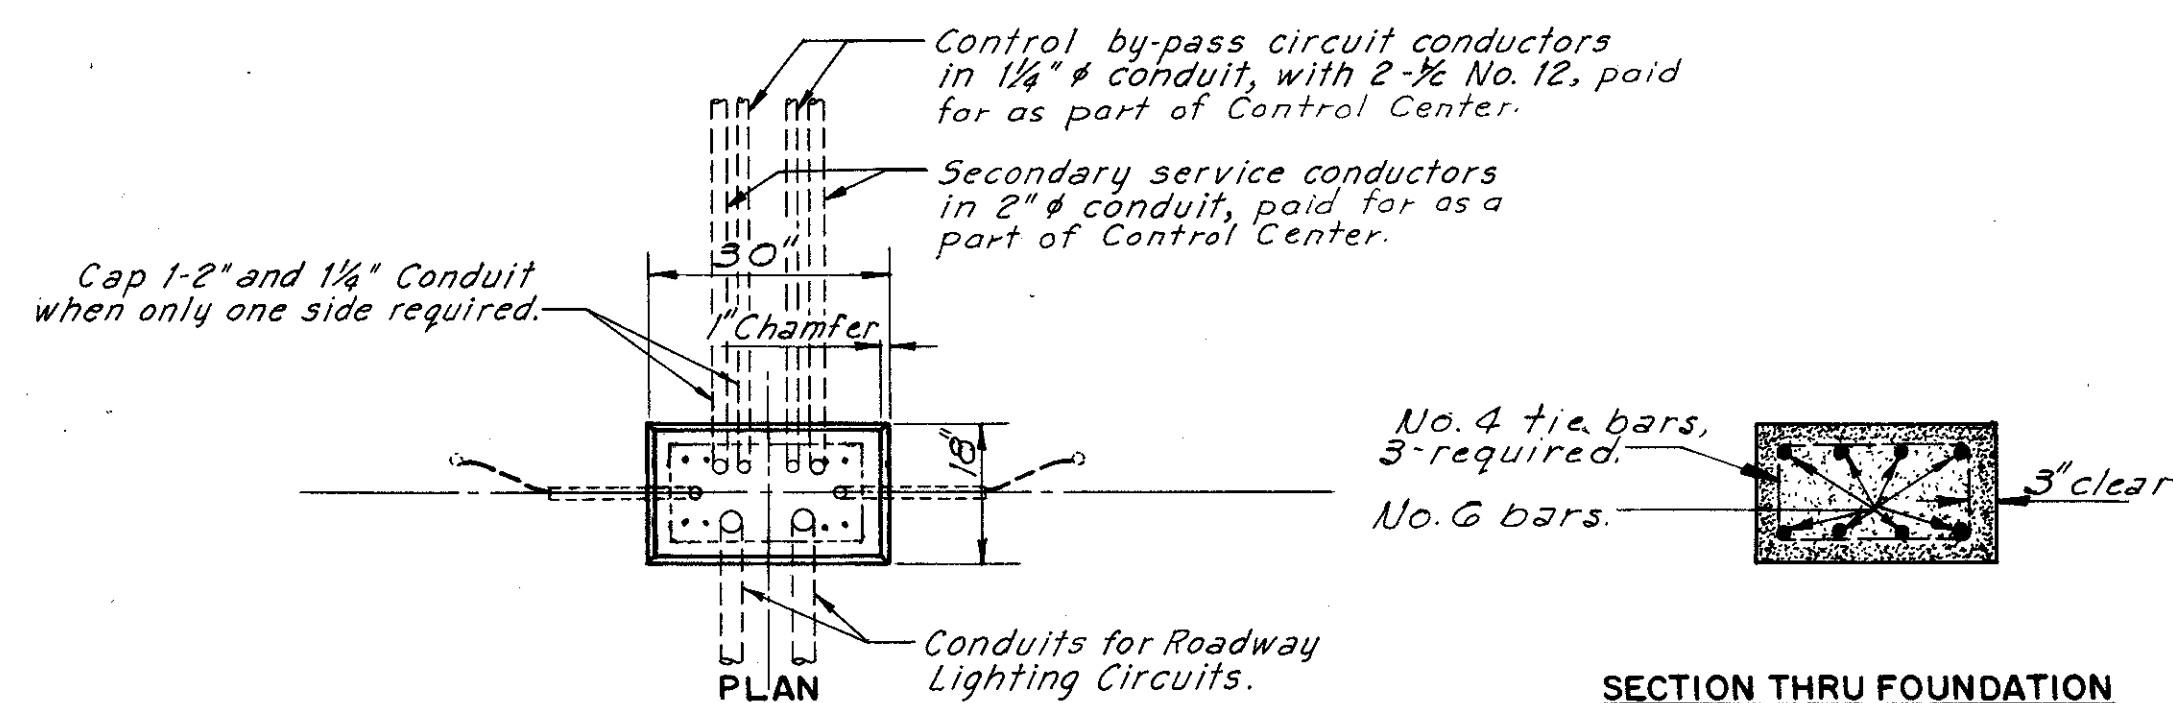 Control by-pass circuit conductors
in 1¼" ϕ conduit, with 2-1/c No. 12, paid
for as part of Control Center.
Secondary service conductors
in 2" ϕ conduit, paid for as a
part of Control Center.
30"
Cap 1-2" and 1¼" Conduit
when only one side required.
1" Chamfer
18"
No. 4 tie bars,
3-required.
3" clear
No. 6 bars.
Conduits for Roadway
Lighting Circuits.
PLAN
SECTION THRU FOUNDATION